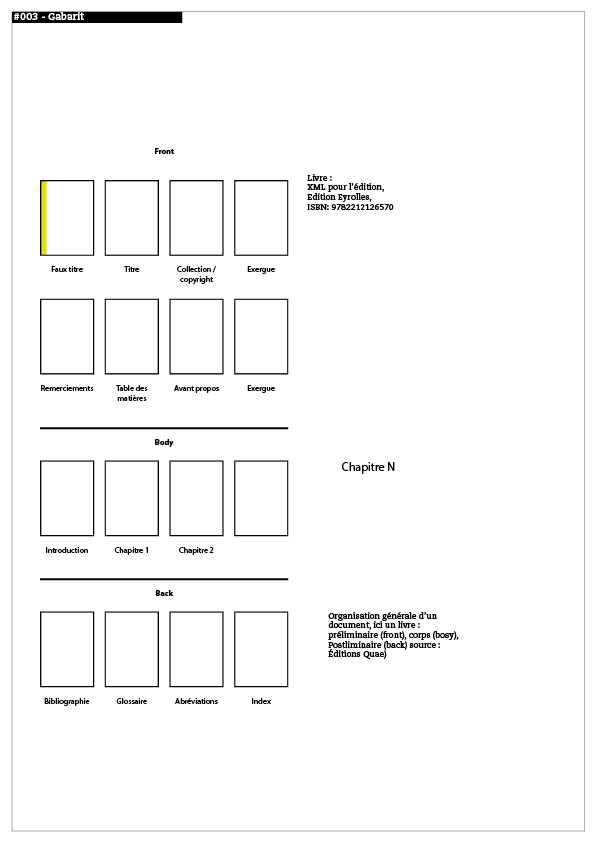 #003 - Gabarit
Front
Livre :
XML pour l'édition,
Edition Eyrolles,
ISBN: 9782212126570
Faux titre
Titre
Collection /
copyright
Exergue
Remerciements
Table des
matières
Avant propos
Exergue
Body
Chapitre N
Introduction
Chapitre 1
Chapitre 2
Back
Organisation générale d'un
document, ici un livre :
préliminaire (front), corps (bosy),
Postliminaire (back) source :
Éditions Quae)
Bibliographie
Glossaire
Abréviations
Index